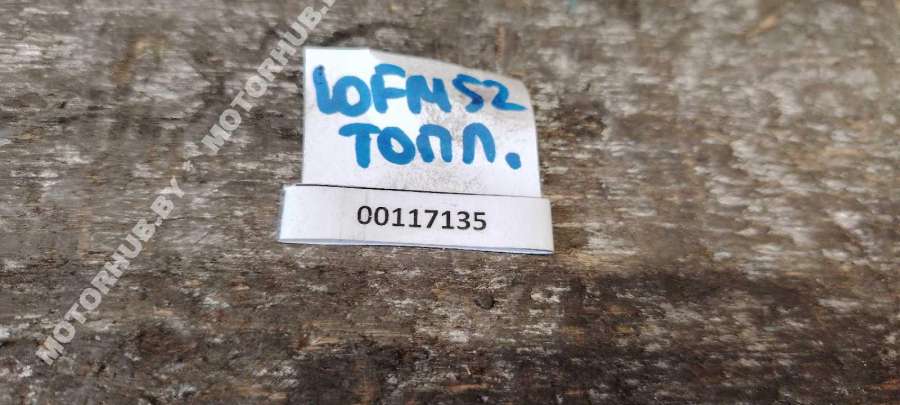 10FM52
ТОПЛ.
00117135
MOTORHUB.BY
MOTORHUB.BY